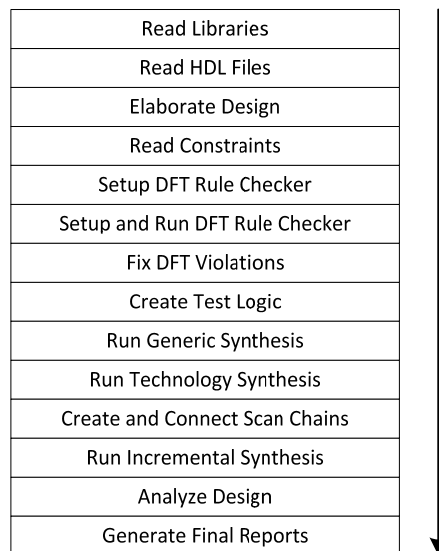 Read Libraries
Read HDL Files
Elaborate Design
Read Constraints
Setup DFT Rule Checker
Setup and Run DFT Rule Checker
Fix DFT Violations
Create Test Logic
Run Generic Synthesis
Run Technology Synthesis
Create and Connect Scan Chains
Run Incremental Synthesis
Analyze Design
Generate Final Reports